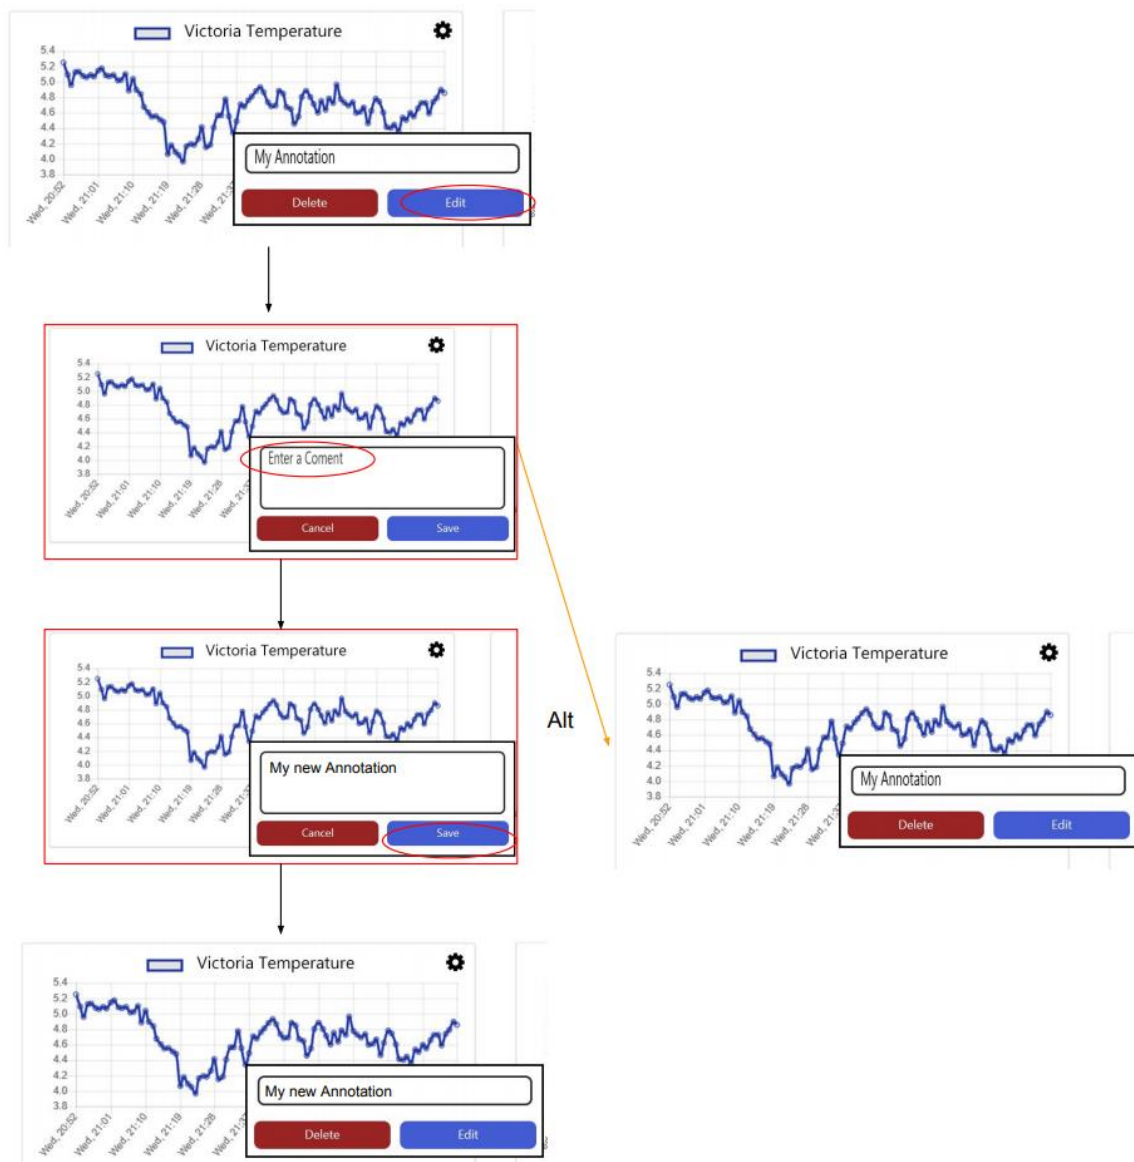 Victoria Temperature
5.4
5.2
5.0
4.8
4.6
4.4
4.2
4.0
3.8
Wed, 20:52
Wed, 21:01
Wed, 21:10
Wed, 21:19
Wed, 21:28
My Annotation
Delete
Edit
Victoria Temperature
5.4
5.2
5.0
4.8
4.6
4.4
4.2
4.0
3.8
Wed, 20:52
Wed, 21:01
Wed, 21:10
Wed, 21:19
Wed, 21:28
Enter a Coment
Cancel
Save
Victoria Temperature
5.4
5.2
5.0
4.8
4.6
4.4
4.2
4.0
3.8
Wed, 20:52
Wed, 21:01
Wed, 21:10
Wed, 21:19
Wed, 21:28
My new Annotation
Cancel
Save
Alt
Victoria Temperature
5.4
5.2
5.0
4.8
4.6
4.4
4.2
4.0
3.8
Wed, 20:52
Wed, 21:01
Wed, 21:10
Wed, 21:19
Wed, 21:28
My Annotation
Delete
Edit
Victoria Temperature
5.4
5.2
5.0
4.8
4.6
4.4
4.2
4.0
3.8
Wed, 20:52
Wed, 21:01
Wed, 21:10
Wed, 21:19
Wed, 21:28
My new Annotation
Delete
Edit